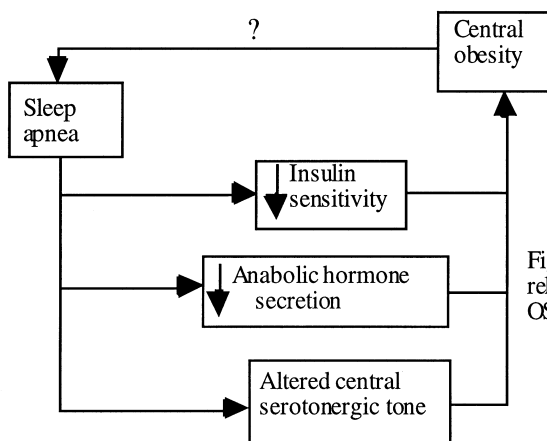 ?
Central
obesity
Sleep
apnea
Insulin
sensitivity
Anabolic hormone
secretion
Altered central
serotonergic tone